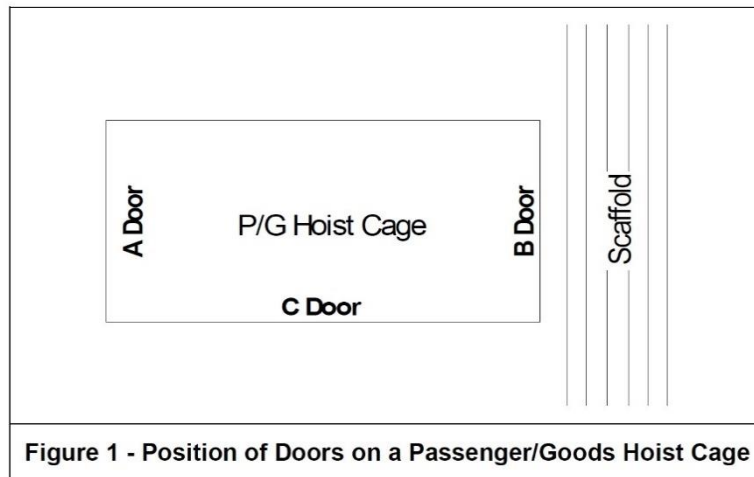 A Door
P/G Hoist Cage
B Door
Scaffold
C Door
Figure 1 - Position of Doors on a Passenger/Goods Hoist Cage